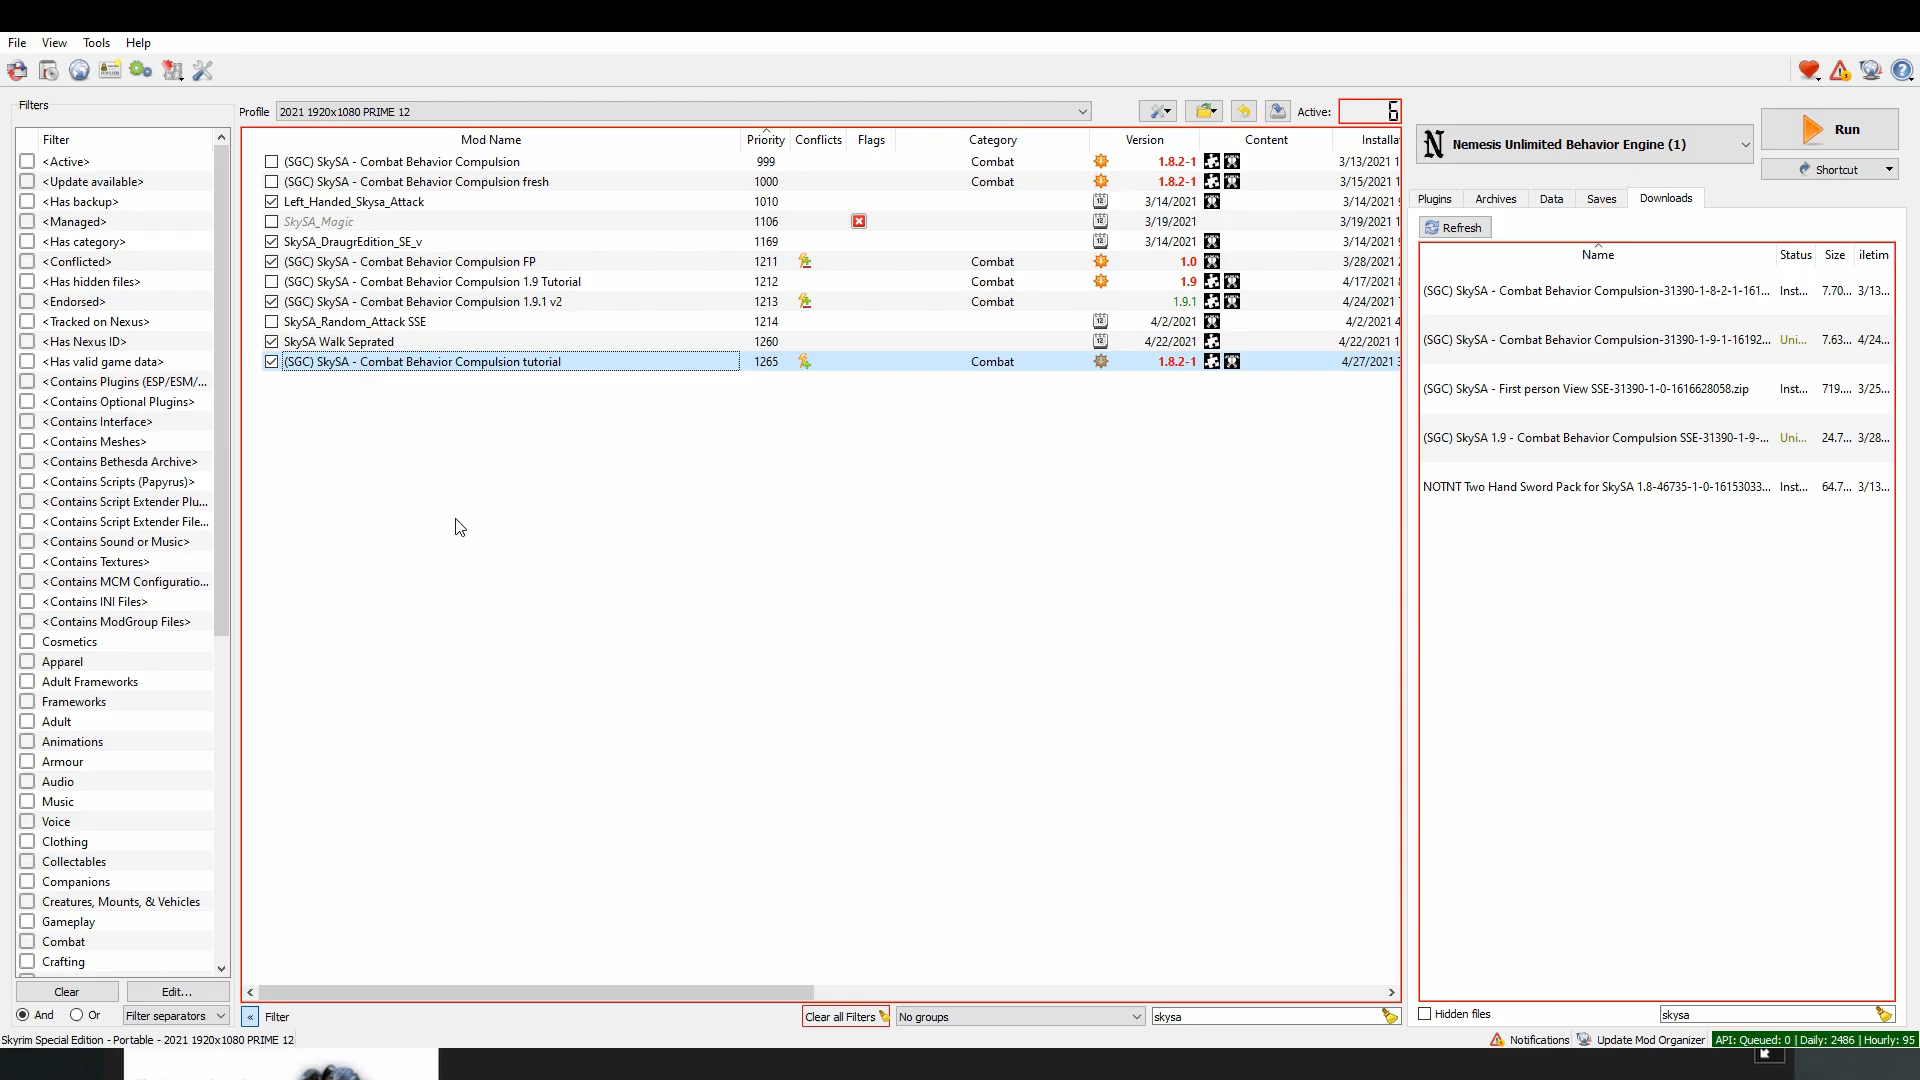 File View Tools Help
Filters
Profile 2021 1920x1080 PRIME 12 Active: 6
Filter
<Active>
<Update available>
<Has backup>
<Managed>
<Has category>
<Conflicted>
<Has hidden files>
<Endorsed>
<Tracked on Nexus>
<Has Nexus ID>
<Has valid game data>
<Contains Plugins (ESP/ESM/...
<Contains Optional Plugins>
<Contains Interface>
<Contains Meshes>
<Contains Bethesda Archive>
<Contains Scripts (Papyrus)>
<Contains Script Extender Plu...
<Contains Script Extender File...
<Contains Sound or Music>
<Contains Textures>
<Contains MCM Configuratio...
<Contains INI Files>
<Contains ModGroup Files>
Cosmetics
Apparel
Adult Frameworks
Frameworks
Adult
Animations
Armour
Audio
Music
Voice
Clothing
Collectables
Companions
Creatures, Mounts, & Vehicles
Gameplay
Combat
Crafting
Clear Edit...
And Or Filter separators
Mod Name Priority Conflicts Flags Category Version Content Installa
(SGC) SkySA - Combat Behavior Compulsion 999 Combat 1.8.2-1 3/13/2021 1
(SGC) SkySA - Combat Behavior Compulsion fresh 1000 Combat 1.8.2-1 3/15/2021 1
Left_Handed_Skysa_Attack 1010 12 3/14/2021 3/14/2021 9
SkySA_Magic 1106 12 3/19/2021 3/19/2021 1
SkySA_DraugrEdition_SE_v 1169 12 3/14/2021 3/14/2021 9
(SGC) SkySA - Combat Behavior Compulsion FP 1211 Combat 1.0 3/28/2021
(SGC) SkySA - Combat Behavior Compulsion 1.9 Tutorial 1212 Combat 1.9 4/17/2021
(SGC) SkySA - Combat Behavior Compulsion 1.9.1 v2 1213 Combat 1.9.1 4/24/2021
SkySA_Random_Attack SSE 1214 12 4/2/2021 4/2/2021 4
SkySA Walk Seprated 1260 12 4/22/2021 4/22/2021 1
(SGC) SkySA - Combat Behavior Compulsion tutorial 1265 Combat 1.8.2-1 4/27/2021 3
« Filter Clear all Filters No groups skysa
N Nemesis Unlimited Behavior Engine (1) Run
Shortcut
Plugins Archives Data Saves Downloads
Refresh
Name Status Size iletim
(SGC) SkySA - Combat Behavior Compulsion-31390-1-8-2-1-161... Inst... 7.70... 3/13...
(SGC) SkySA - Combat Behavior Compulsion-31390-1-9-1-16192... Uni... 7.63... 4/24...
(SGC) SkySA - First person View SSE-31390-1-0-1616628058.zip Inst... 719.... 3/25...
(SGC) SkySA 1.9 - Combat Behavior Compulsion SSE-31390-1-9-... Uni... 24.7... 3/28...
NOTNT Two Hand Sword Pack for SkySA 1.8-46735-1-0-16153033... Inst... 64.7... 3/13...
Hidden files skysa
Skyrim Special Edition - Portable - 2021 1920x1080 PRIME 12 Notifications Update Mod Organizer API: Queued: 0 | Daily: 2486 | Hourly: 95